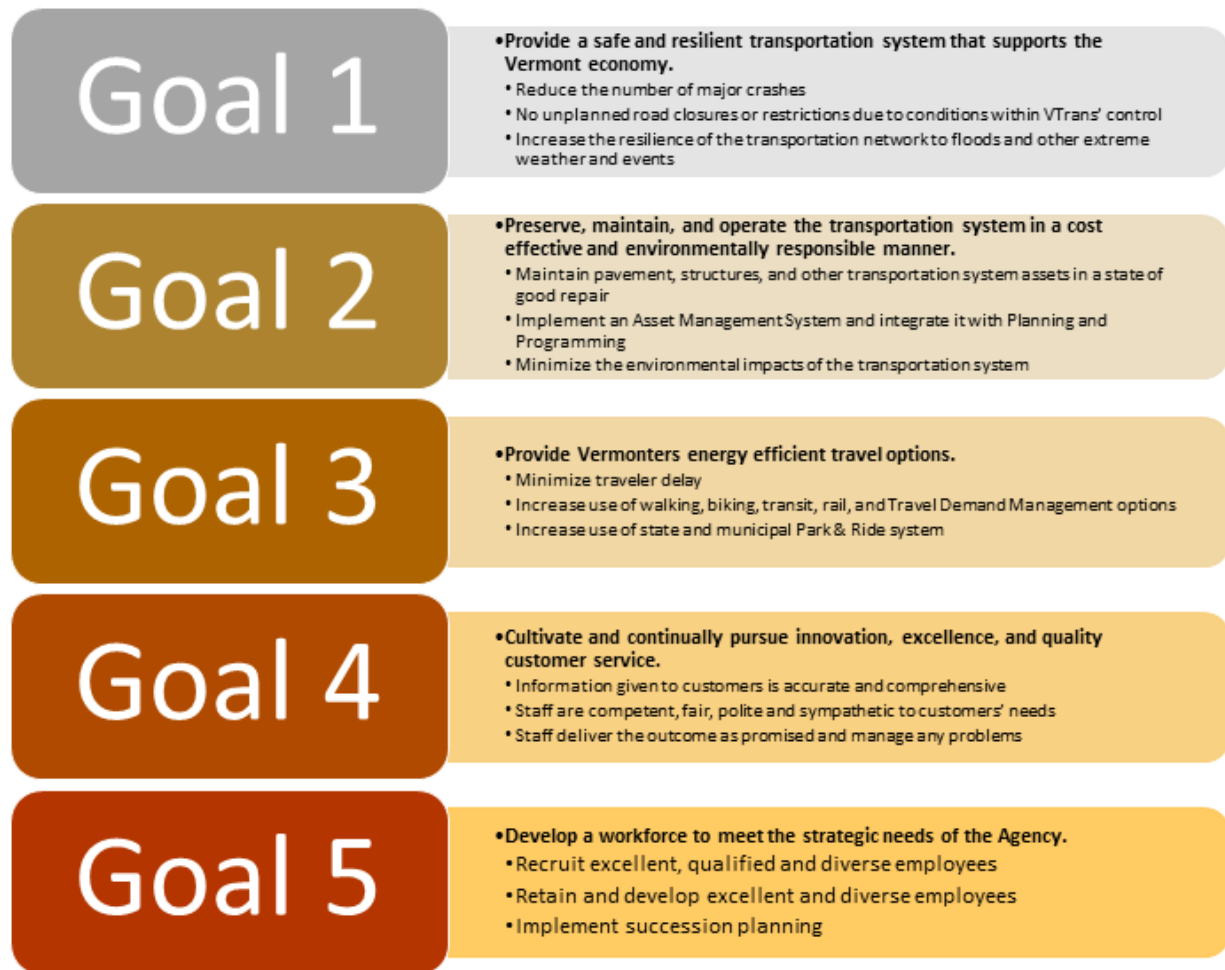 Goal 1
•Provide a safe and resilient transportation system that supports the
Vermont economy.
• Reduce the number of major crashes
• No unplanned road closures or restrictions due to conditions within VTrans’ control
• Increase the resilience of the transportation network to floods and other extreme
weather and events
Goal 2
•Preserve, maintain, and operate the transportation system in a cost
effective and environmentally responsible manner.
• Maintain pavement, structures, and other transportation system assets in a state of
good repair
• Implement an Asset Management System and integrate it with Planning and
Programming
• Minimize the environmental impacts of the transportation system
Goal 3
•Provide Vermonters energy efficient travel options.
• Minimize traveler delay
• Increase use of walking, biking, transit, rail, and Travel Demand Management options
• Increase use of state and municipal Park & Ride system
Goal 4
•Cultivate and continually pursue innovation, excellence, and quality
customer service.
• Information given to customers is accurate and comprehensive
• Staff are competent, fair, polite and sympathetic to customers’ needs
• Staff deliver the outcome as promised and manage any problems
Goal 5
•Develop a workforce to meet the strategic needs of the Agency.
• Recruit excellent, qualified and diverse employees
• Retain and develop excellent and diverse employees
• Implement succession planning